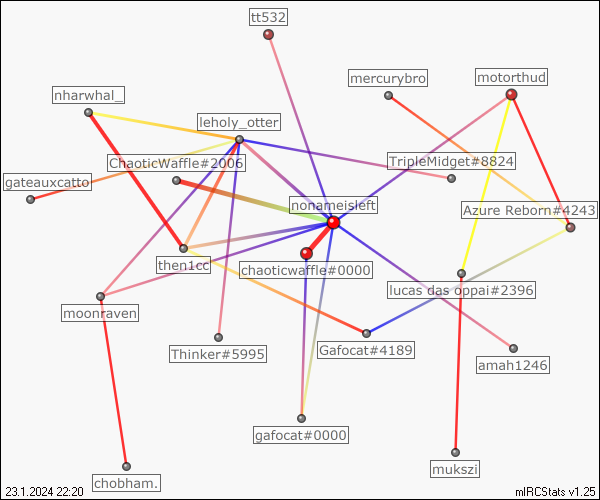 tt532
mercurybro
motorthud
nharwhal_
leholy_otter
ChaoticWaffle#2006
TripleMidget#8824
gateauxcatto
nonameisleft
Azure Reborn#4243
then1cc
chaoticwaffle#0000
lucas das oppai#2396
moonraven
Thinker#5995
Gafocat#4189
amah1246
gafocat#0000
mukszi
chobham.
23.1.2024 22:20
mIRCStats v1.25